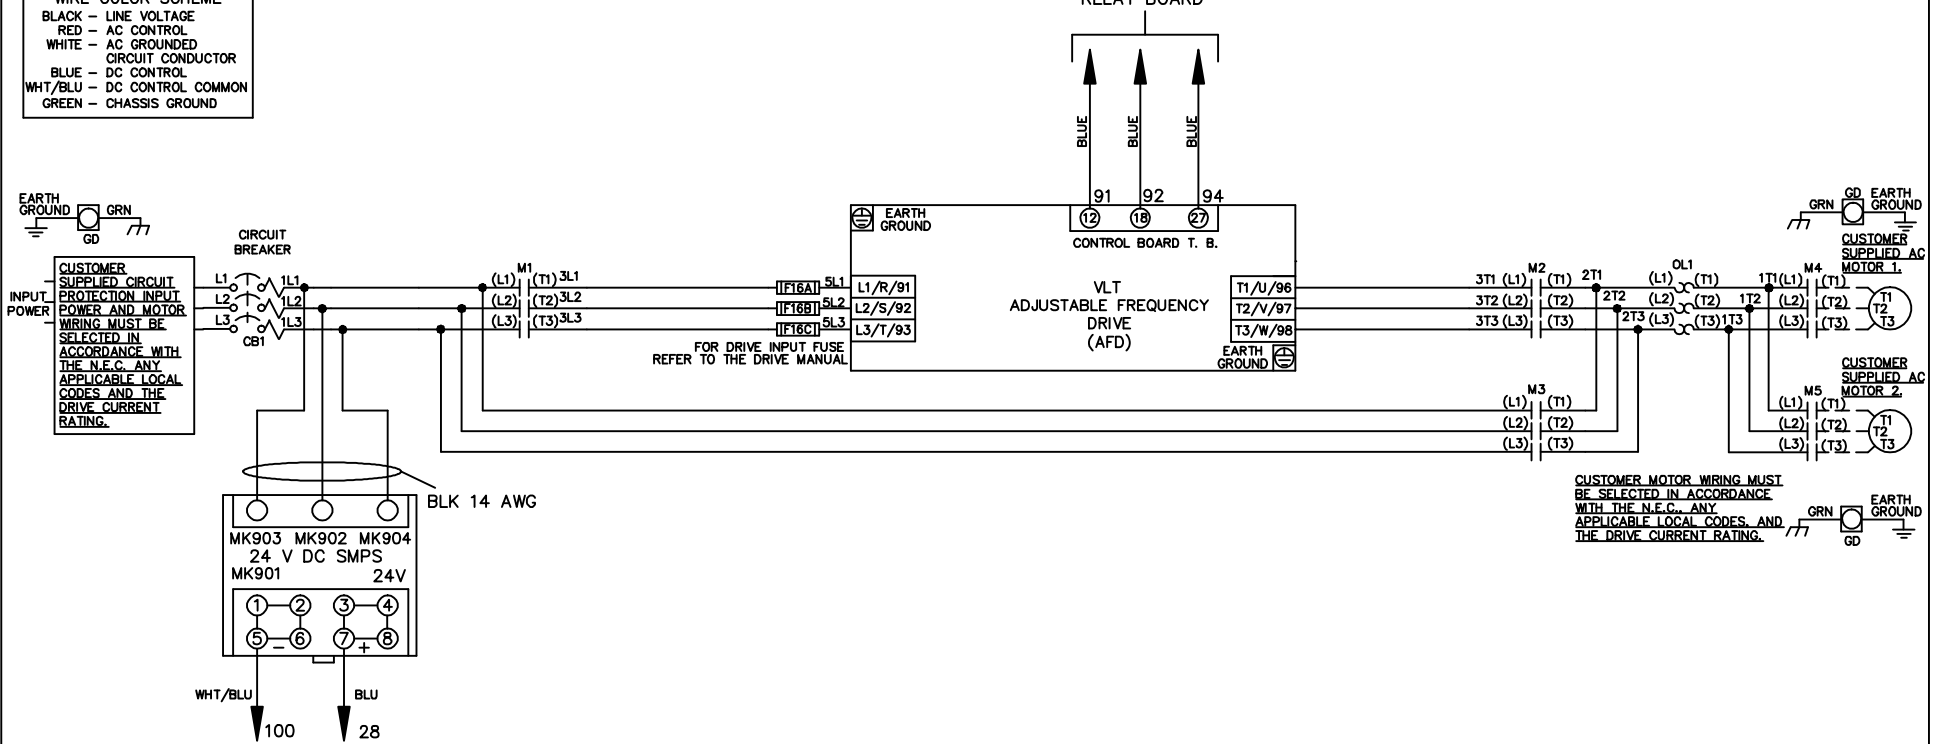 WIRE COLOR SCHEME
BLACK – LINE VOLTAGE
RED – AC CONTROL
WHITE – AC GROUNDED
CIRCUIT CONDUCTOR
BLUE – DC CONTROL
WHT/BLU – DC CONTROL COMMON
GREEN – CHASSIS GROUND
RELAY BOARD
BLUE
BLUE
BLUE
91 92 94
12 18 27
CONTROL BOARD T. B.
EARTH
GROUND
GRN
GD
CIRCUIT
BREAKER
INPUT
POWER
CUSTOMER
SUPPLIED CIRCUIT
PROTECTION INPUT
POWER AND MOTOR
WIRING MUST BE
SELECTED IN
ACCORDANCE WITH
THE N.E.C. ANY
APPLICABLE LOCAL
CODES AND THE
DRIVE CURRENT
RATING.
L1 1L1
L2 1L2
L3 1L3
CB1
M1
(L1) (T1) 3L1
(L2) (T2) 3L2
(L3) (T3) 3L3
IF16A 5L1
IF16B 5L2
IF16C 5L3
FOR DRIVE INPUT FUSE
REFER TO THE DRIVE MANUAL
EARTH
GROUND
L1/R/91
L2/S/92
L3/T/93
VLT
ADJUSTABLE FREQUENCY
DRIVE
(AFD)
T1/U/96
T2/V/97
T3/W/98
EARTH
GROUND
M2
3T1 (L1) (T1) 2T1
3T2 (L2) (T2) 2T2
3T3 (L3) (T3) 2T3
OL1
(L1) (T1) 1T1
(L2) (T2) 1T2
(L3) (T3) 1T3
M4
(L1) (T1)
(L2) (T2)
(L3) (T3)
GD EARTH
GRN GROUND
CUSTOMER
SUPPLIED AC
MOTOR 1.
T1
T2
T3
M3
(L1) (T1)
(L2) (T2)
(L3) (T3)
CUSTOMER
SUPPLIED AC
MOTOR 2.
M5
(L1) (T1)
(L2) (T2)
(L3) (T3)
T1
T2
T3
CUSTOMER MOTOR WIRING MUST
BE SELECTED IN ACCORDANCE
WITH THE N.E.C., ANY
APPLICABLE LOCAL CODES, AND
THE DRIVE CURRENT RATING.
EARTH
GRN GROUND
GD
BLK 14 AWG
MK903 MK902 MK904
24 V DC SMPS
MK901 24V
1 2 3 4
5 6 7 8
– +
WHT/BLU BLU
100 28